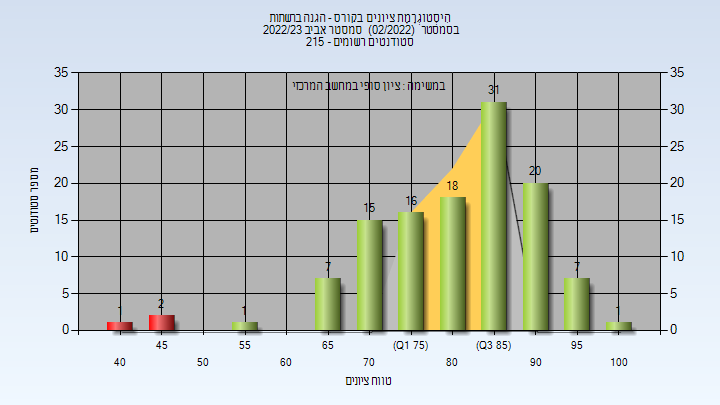 היסטוגרמת ציונים בקורס - הגנה ברשתות
בסמסטר (02/2022) סמסטר אביב 2022/23
סטודנטים רשומים - 215
במשימה : ציון סופי במחשב המרכזי
מספר סטודנטים
35 35
30 30
25 25
20 20
15 15
10 10
5 5
0 0
1 2 1 7 15 16 18 31 20 7 1
45 55 65 (Q1 75) (Q3 85) 95
40 50 60 70 80 90 100
טווח ציונים